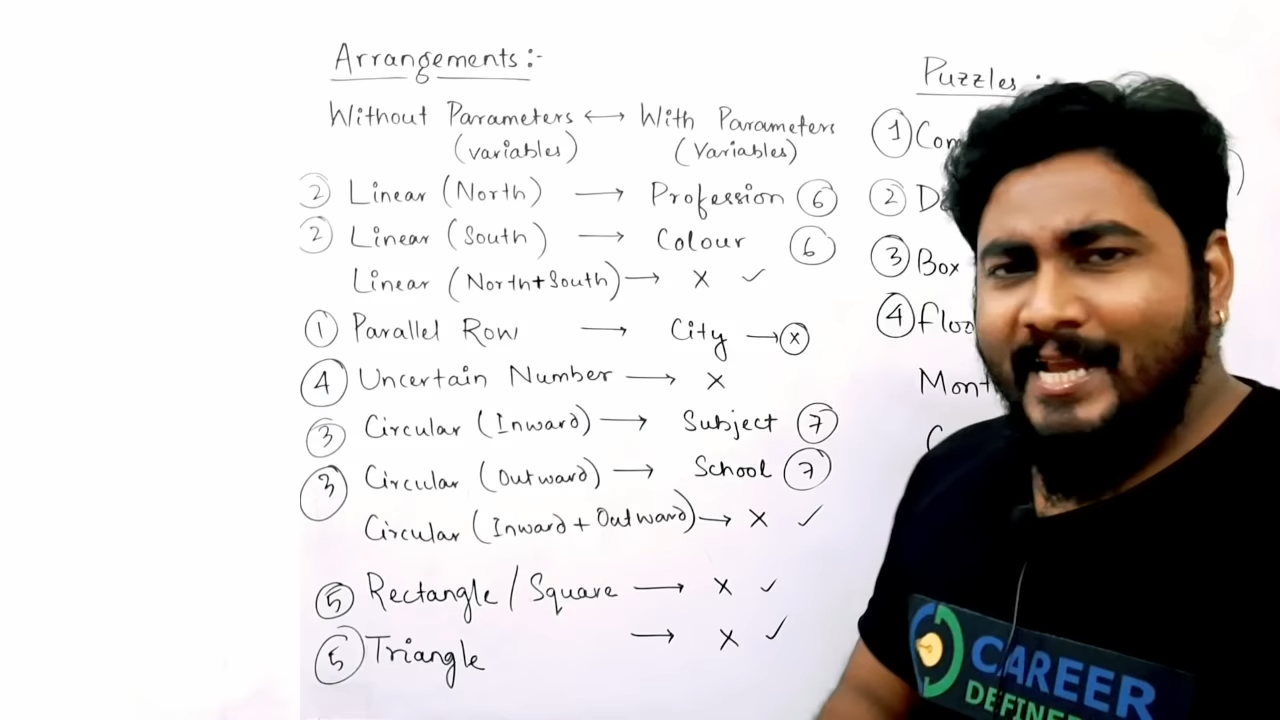 Arrangements :-
Without Parameters ↔ With Parameters
(variables) (Variables)
② Linear (North) → Profession ⑥
② Linear (South) → Colour ⑥
Linear (North+South) → X ✓
① Parallel Row → City → ⓧ
④ Uncertain Number → X
③ Circular (Inward) → Subject ⑦
③ Circular (Outward) → School ⑦
Circular (Inward + Outward) → X ✓
⑤ Rectangle / Square → X ✓
⑤ Triangle → X ✓
Puzzles :
①
②
③ Box
④
CAREER